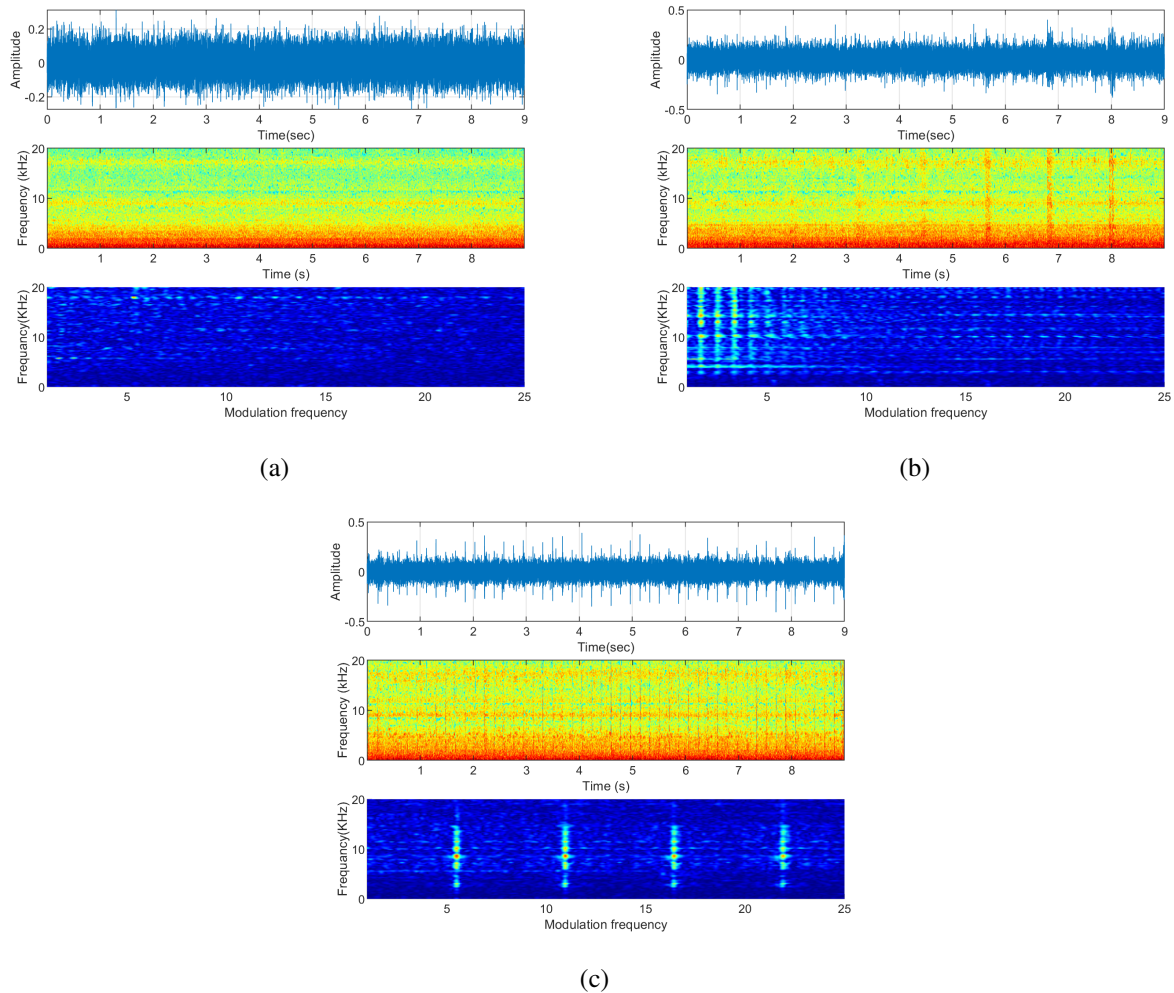 0.2
0
-0.2
Amplitude
0 1 2 3 4 5 6 7 8 9
Time(sec)
20
10
0
Frequency (kHz)
1 2 3 4 5 6 7 8
Time (s)
20
10
0
Frequancy(KHz)
5 10 15 20 25
Modulation frequency
(a)
0.5
0
-0.5
Amplitude
0 1 2 3 4 5 6 7 8 9
Time(sec)
20
10
0
Frequency (kHz)
1 2 3 4 5 6 7 8
Time (s)
20
10
0
Frequancy(KHz)
5 10 15 20 25
Modulation frequency
(b)
0.5
0
-0.5
Amplitude
0 1 2 3 4 5 6 7 8 9
Time(sec)
20
10
0
Frequency (kHz)
1 2 3 4 5 6 7 8
Time (s)
20
10
0
Frequancy(KHz)
5 10 15 20 25
Modulation frequency
(c)